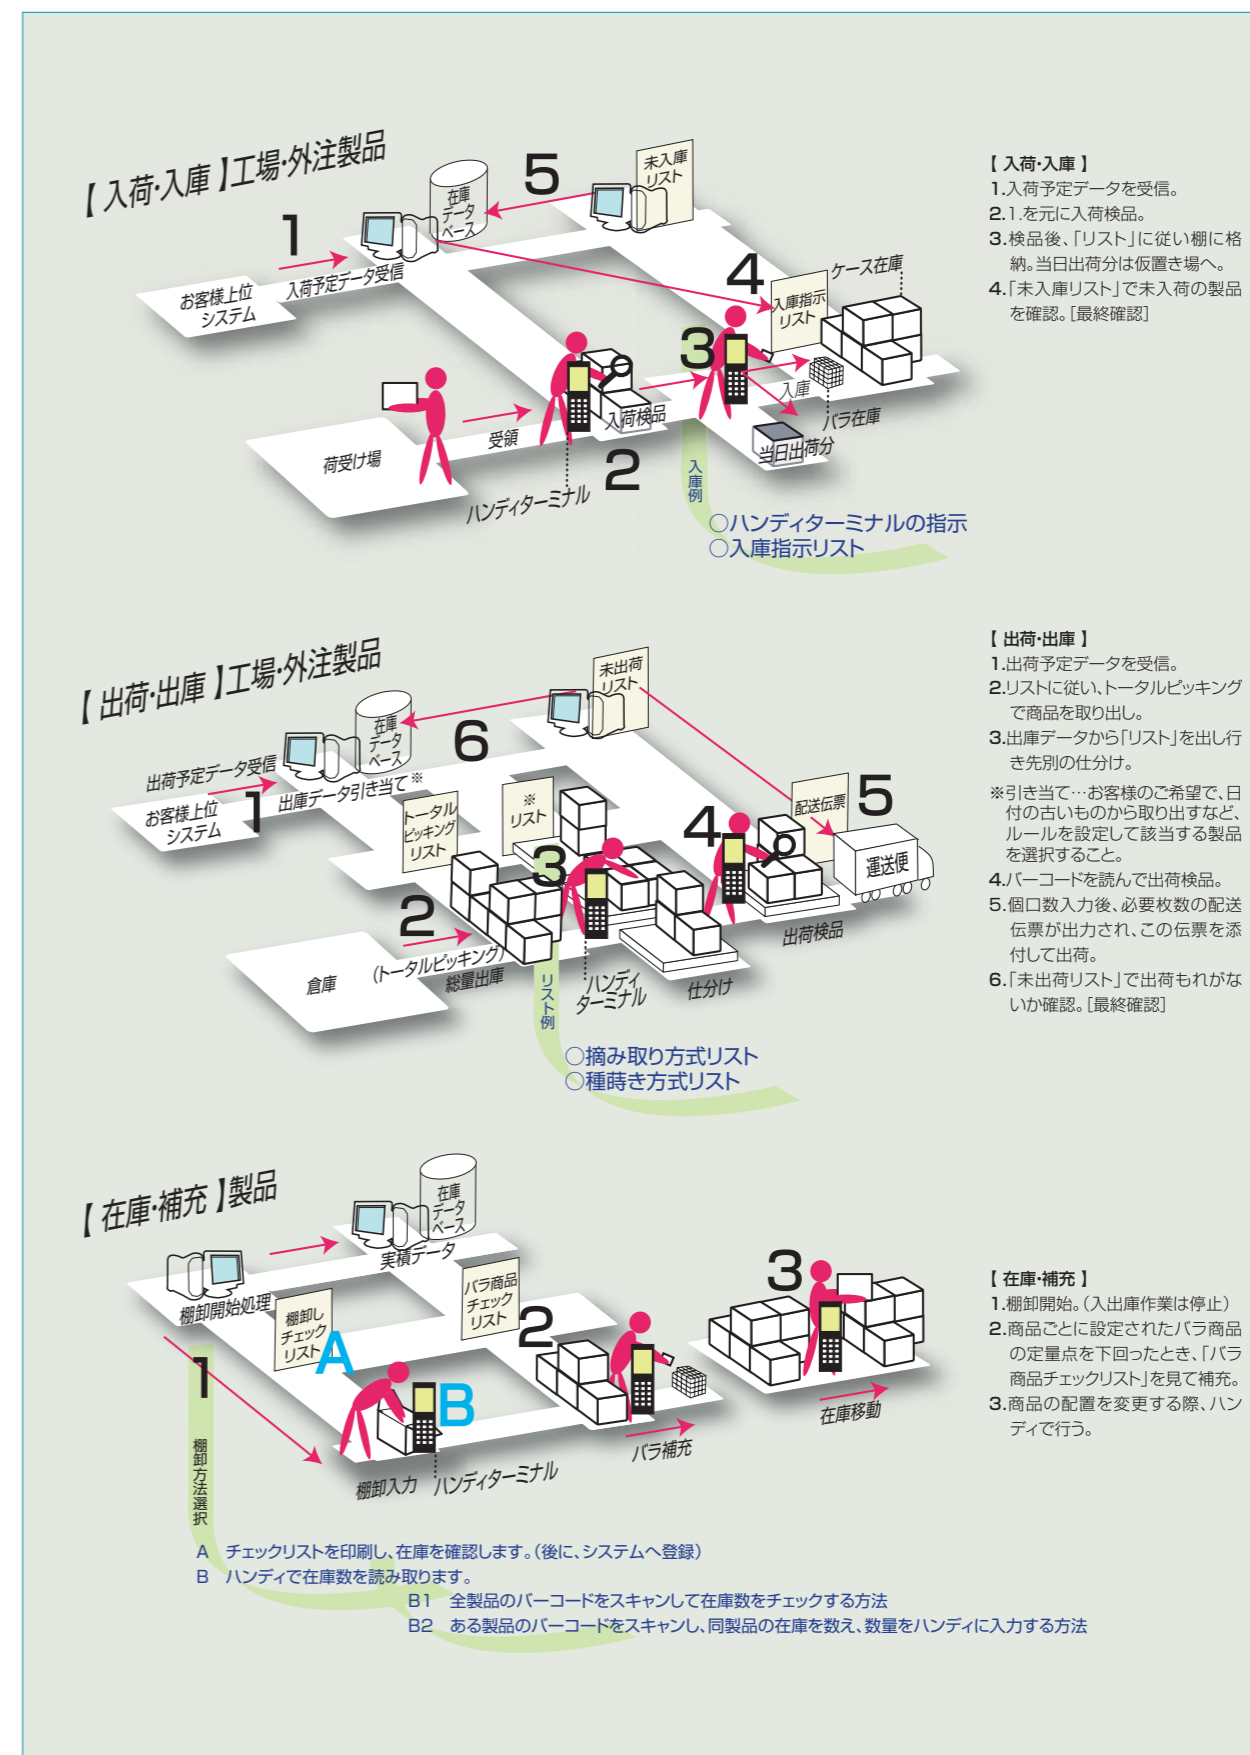 【 入荷・入庫 】工場・外注製品
1
5
在庫
データ
ベース
未入庫
リスト
お客様上位
システム
入荷予定データ受信
4
入庫指示
リスト
ケース在庫
3
入庫
バラ在庫
当日出荷分
荷受け場
受領
入荷検品
2
ハンディターミナル
入庫例
○ハンディターミナルの指示
○入庫指示リスト
【 入荷・入庫 】
1.入荷予定データを受信。
2.1.を元に入荷検品。
3.検品後、「リスト」に従い棚に格
納。当日出荷分は仮置き場へ。
4.「未入庫リスト」で未入荷の製品
を確認。[最終確認]
【 出荷・出庫 】工場・外注製品
出荷予定データ受信
お客様上位
システム
1
在庫
データ
ベース
出庫データ引き当て※
6
未出荷
リスト
トータル
ピッキング
リスト
※
リスト
3
4
配送伝票
5
運送便
2
倉庫
(トータルピッキング)
総量出庫
ハンディ
ターミナル
仕分け
出荷検品
リスト例
○摘み取り方式リスト
○種蒔き方式リスト
【 出荷・出庫 】
1.出荷予定データを受信。
2.リストに従い、トータルピッキング
で商品を取り出し。
3.出庫データから「リスト」を出し行
き先別の仕分け。
※引き当て…お客様のご希望で、日
付の古いものから取り出すなど、
ルールを設定して該当する製品
を選択すること。
4.バーコードを読んで出荷検品。
5.個口数入力後、必要枚数の配送
伝票が出力され、この伝票を添
付して出荷。
6.「未出荷リスト」で出荷もれがな
いか確認。[最終確認]
【 在庫・補充 】製品
在庫
データ
ベース
実積データ
棚卸開始処理
棚卸し
チェック
リスト
A
バラ商品
チェック
リスト
2
3
1
B
棚卸入力
ハンディターミナル
バラ補充
在庫移動
棚卸方法選択
A チェックリストを印刷し、在庫を確認します。(後に、システムへ登録)
B ハンディで在庫数を読み取ります。
B1 全製品のバーコードをスキャンして在庫数をチェックする方法
B2 ある製品のバーコードをスキャンし、同製品の在庫を数え、数量をハンディに入力する方法
【 在庫・補充 】
1.棚卸開始。(入出庫作業は停止)
2.商品ごとに設定されたバラ商品
の定量点を下回ったとき、「バラ
商品チェックリスト」を見て補充。
3.商品の配置を変更する際、ハン
ディで行う。